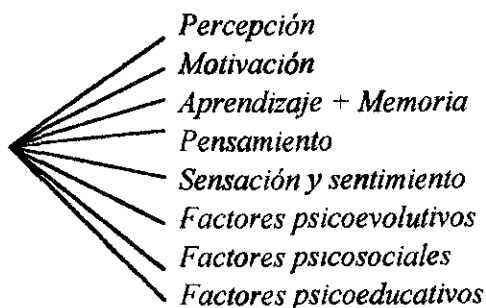 Percepción
Motivación
Aprendizaje + Memoria
Pensamiento
Sensación y sentimiento
Factores psicoevolutivos
Factores psicosociales
Factores psicoeducativos